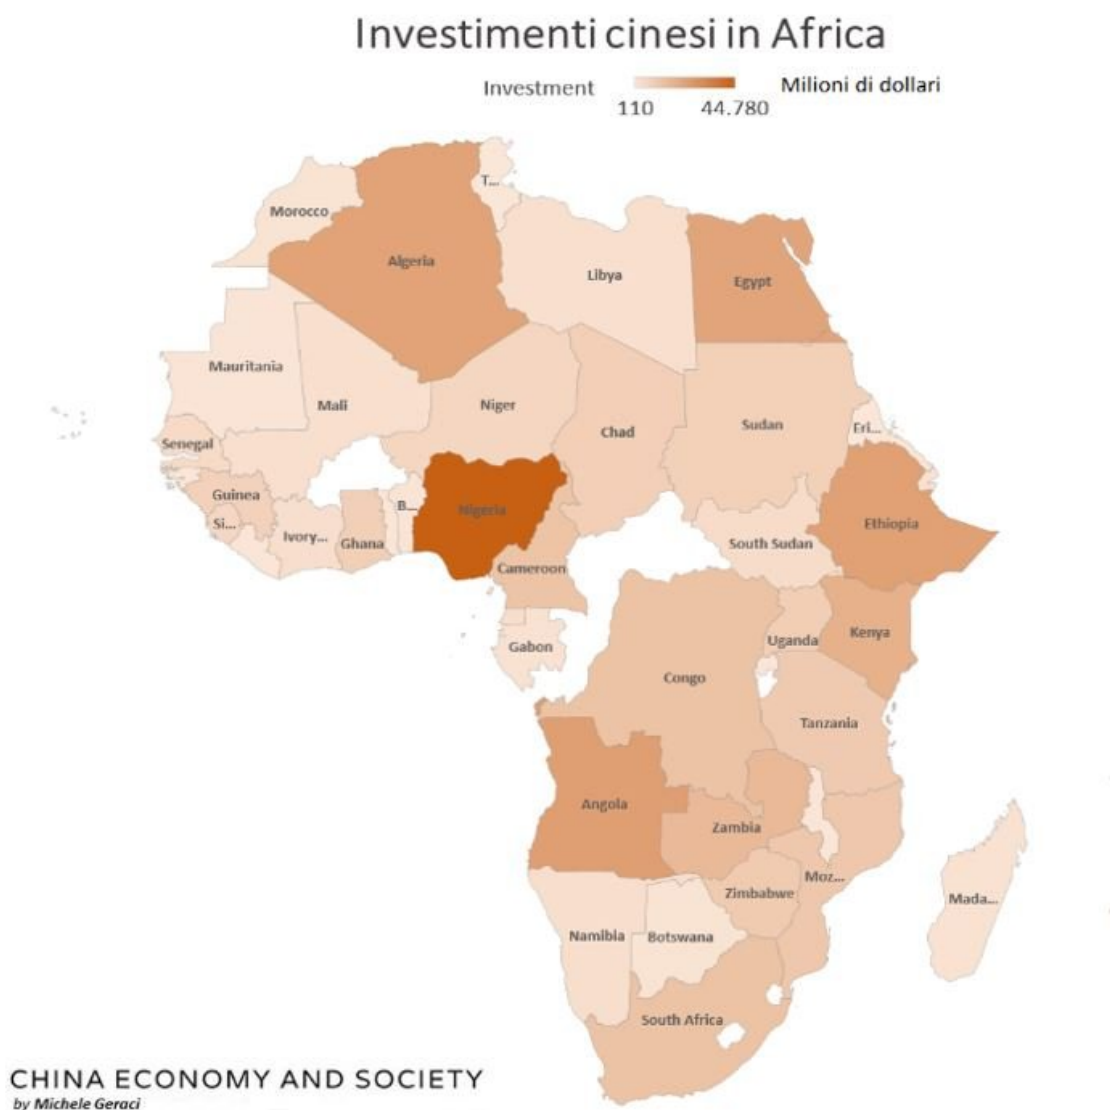 Investimenti cinesi in Africa
Investment
Milioni di dollari
110
44.780
T...
Morocco
Algeria
Libya
Egypt
Mauritania
Mali
Niger
Chad
Sudan
Eri...
Senegal
Guinea
B...
Nigeria
Si...
Ivory...
Ghana
Ethiopia
South Sudan
Cameroon
Gabon
Uganda
Kenya
Congo
Tanzania
Angola
Zambia
Moz...
Zimbabwe
Mada...
Namibia
Botswana
South Africa
CHINA ECONOMY AND SOCIETY
by Michele Geraci